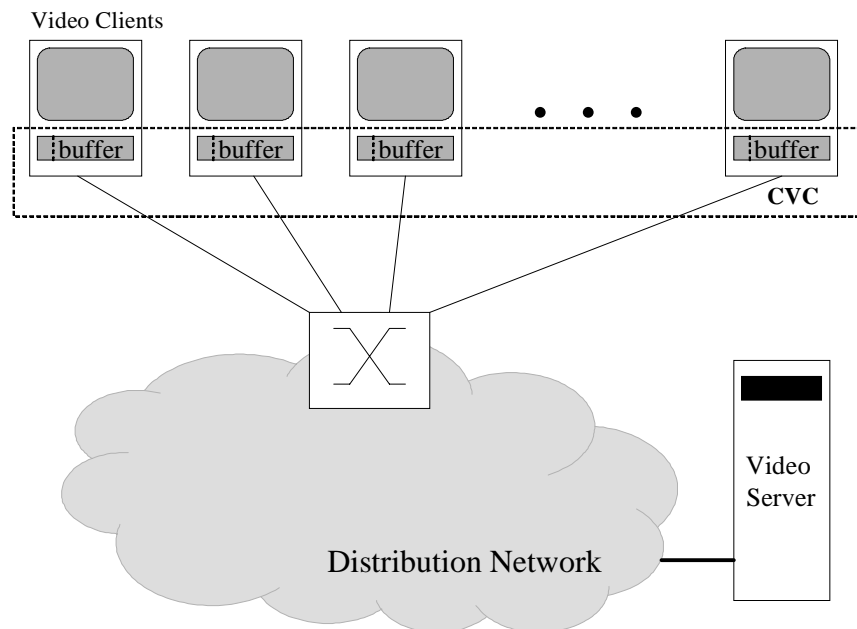 Video Clients
buffer
buffer
buffer
buffer
CVC
Video
Server
Distribution Network